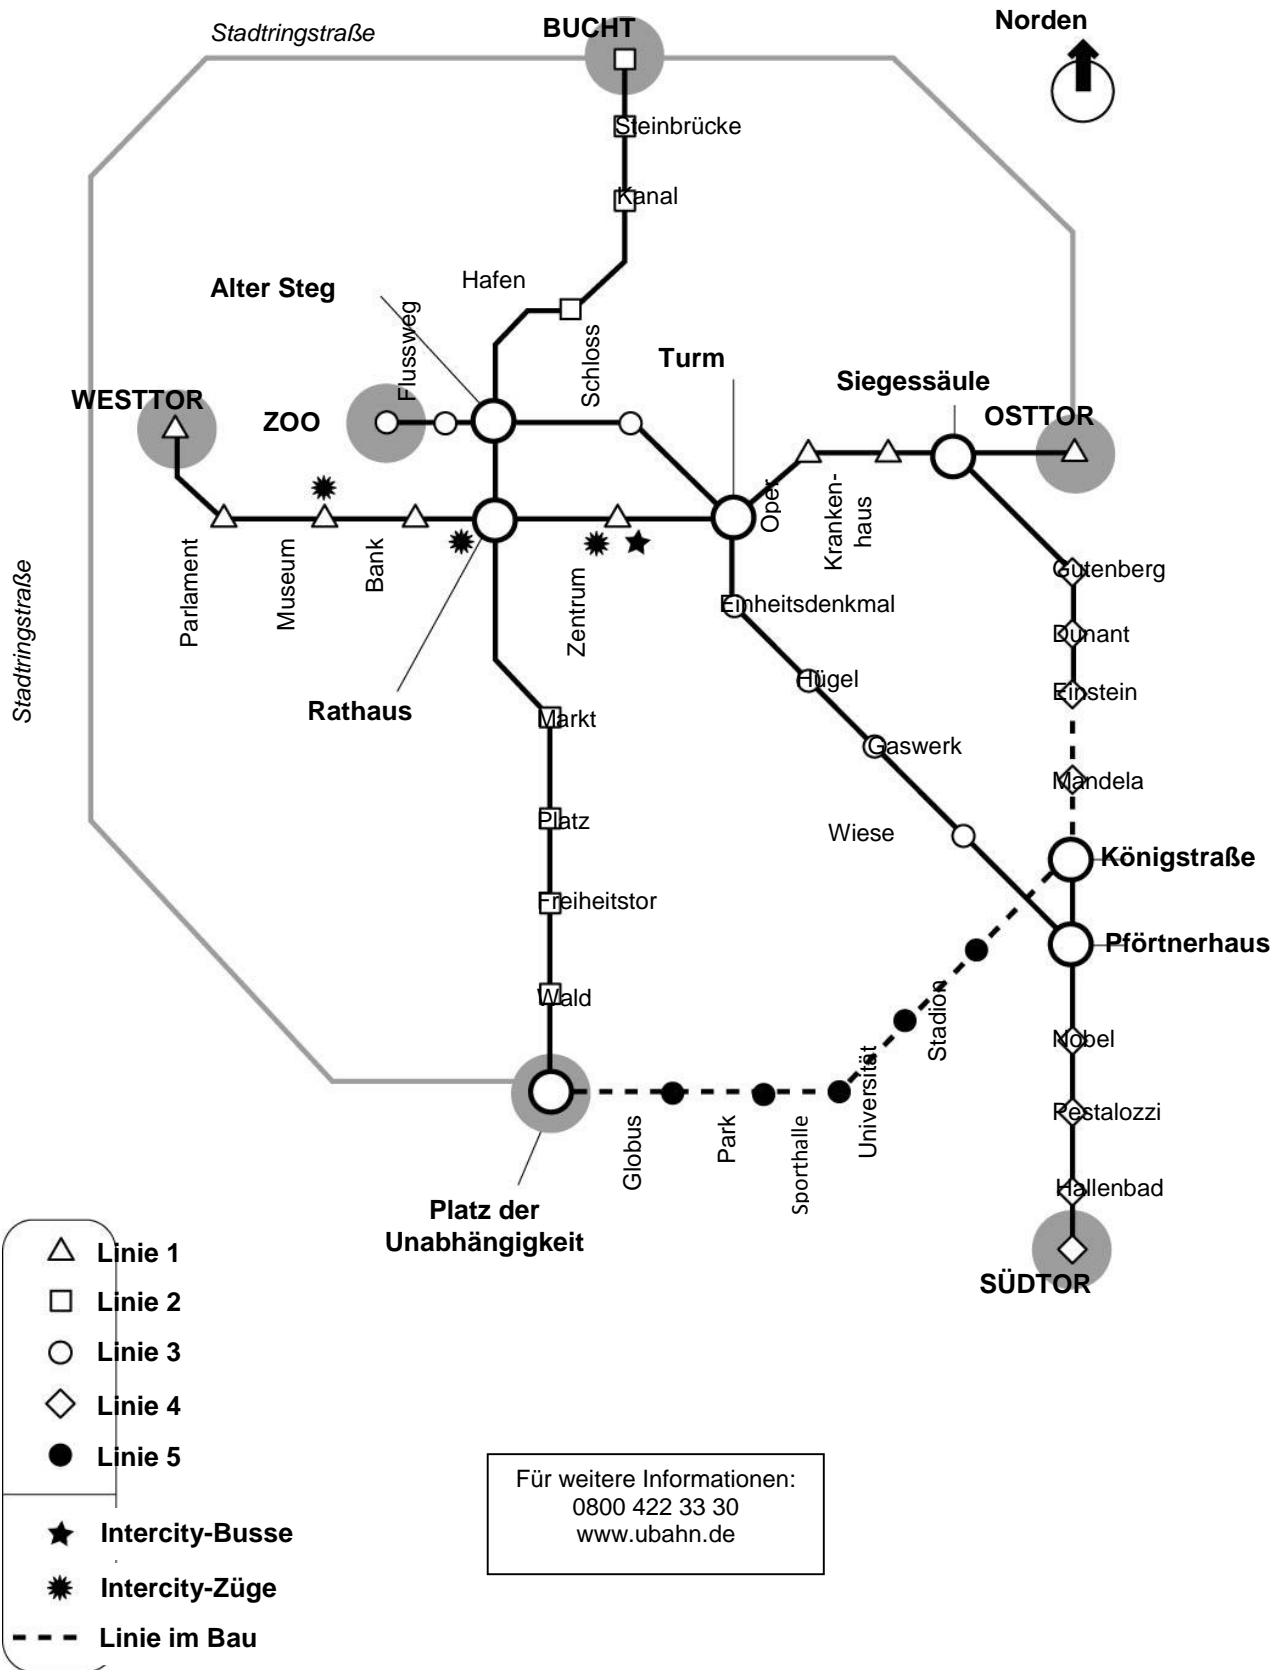 Stadtringstraße
BUCHT
Norden
Steinbrücke
Kanal
Hafen
Alter Steg
Flussweg
Schloss
Turm
Siegessäule
WESTTOR
ZOO
OSTTOR
Oper
Kranken-
haus
Parlament
Museum
Bank
Zentrum
Gutenberg
Einheitsdenkmal
Dunant
Stadtringstraße
Hügel
Einstein
Rathaus
Markt
Gaswerk
Mandela
Platz
Wiese
Königstraße
Freiheitstor
Pförtnerhaus
Wald
Stadion
Nobel
Universität
Globus
Park
Sporthalle
Pestalozzi
Hallenbad
Platz der
Unabhängigkeit
SÜDTOR
Linie 1
Linie 2
Linie 3
Linie 4
Linie 5
Für weitere Informationen:
0800 422 33 30
www.ubahn.de
Intercity-Busse
Intercity-Züge
Linie im Bau